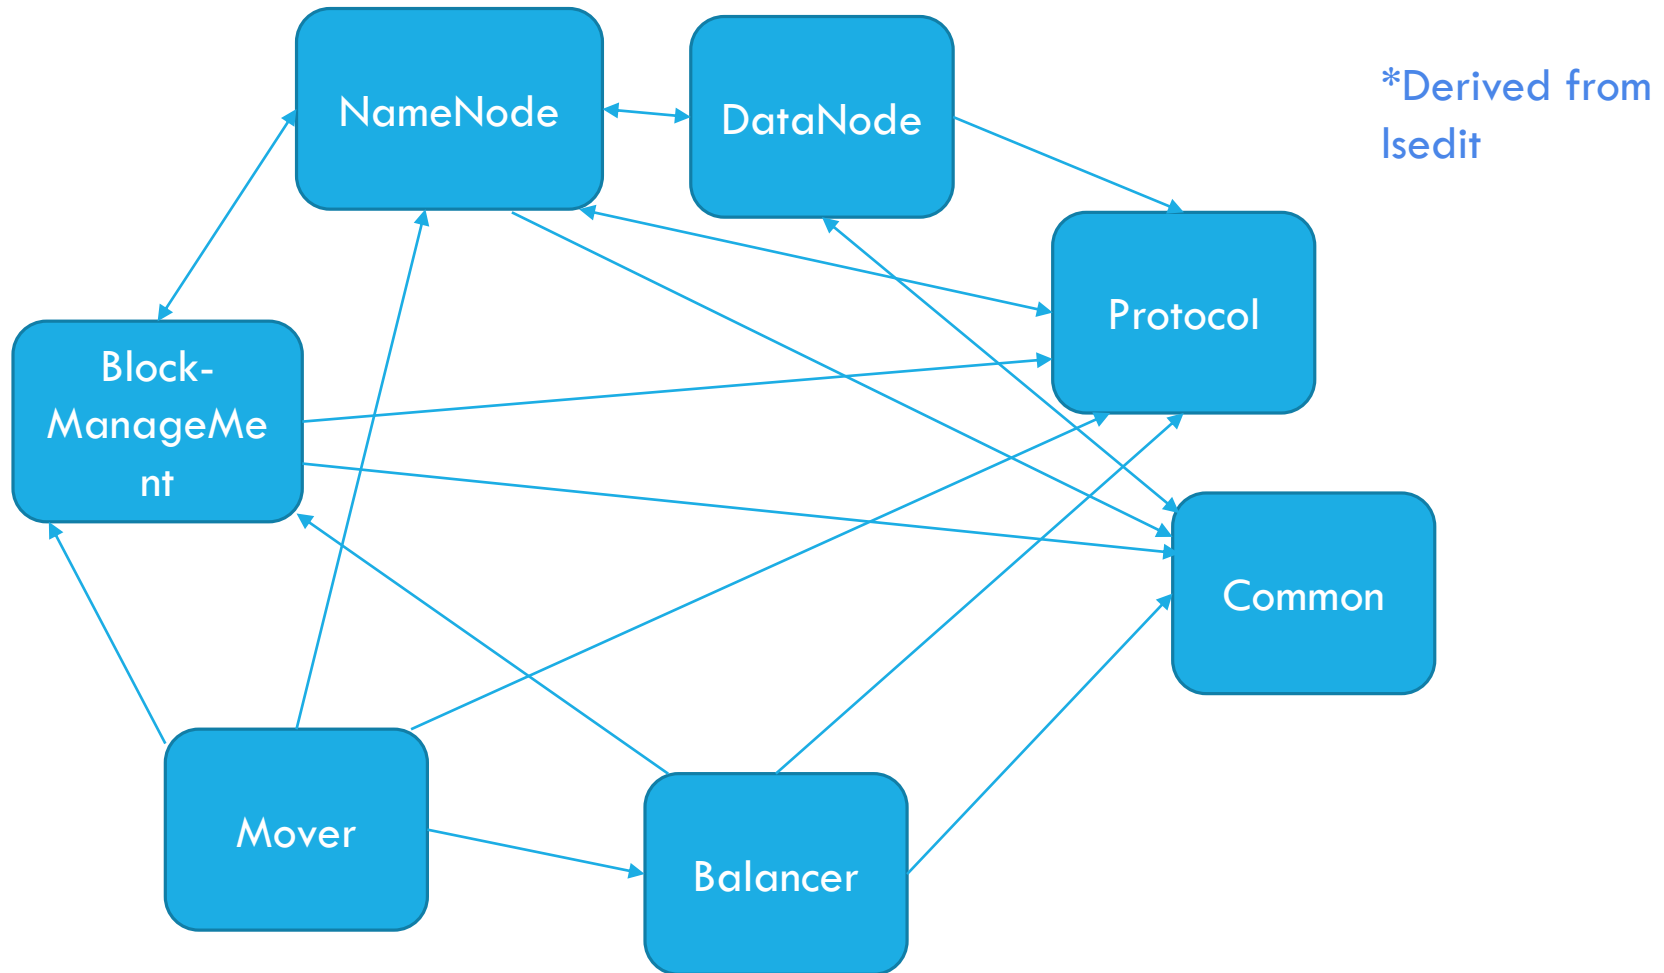 NameNode
DataNode
*Derived from
lsedit
Protocol
Block-
ManageMe
nt
Common
Mover
Balancer